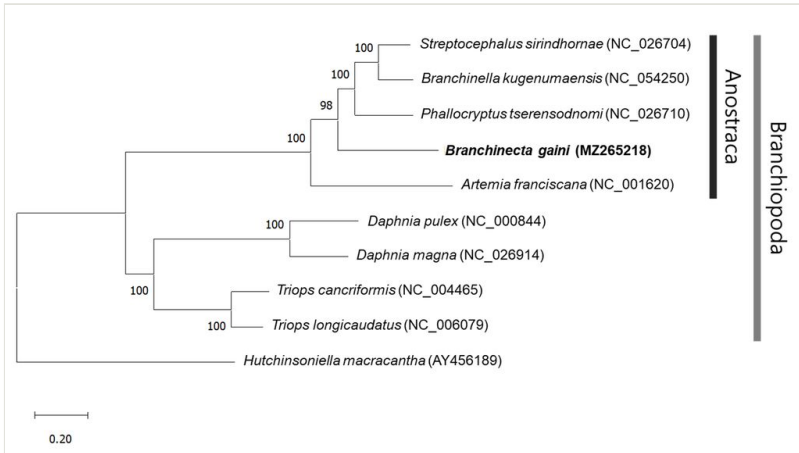 100
Streptocephalus sirindhornae (NC_026704)
100
Branchinella kugenumaensis (NC_054250)
98
Phallocryptus tserensodnomi (NC_026710)
100
Branchinecta gaini (MZ265218)
Artemia franciscana (NC_001620)
Anostraca
Branchiopoda
100
Daphnia pulex (NC_000844)
Daphnia magna (NC_026914)
100
Triops cancriformis (NC_004465)
100
Triops longicaudatus (NC_006079)
Hutchinsoniella macracantha (AY456189)
0.20